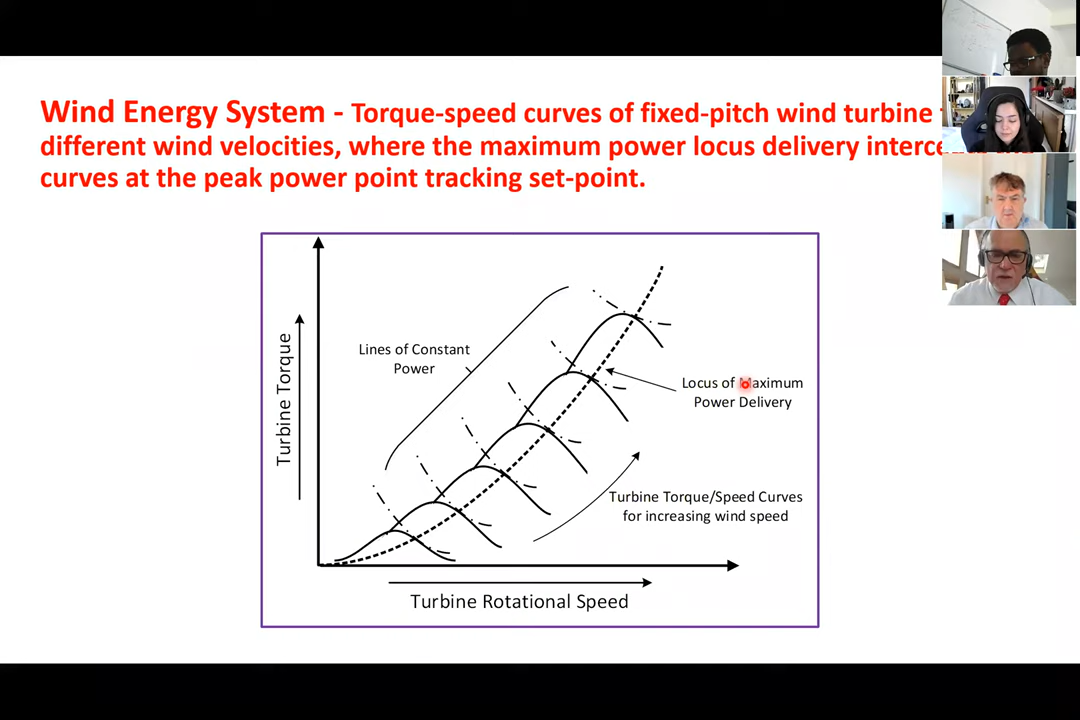 Wind Energy System - Torque-speed curves of fixed-pitch wind turbine
different wind velocities, where the maximum power locus delivery
curves at the peak power point tracking set-point.
Lines of Constant
Power
Turbine Torque
Locus of Maximum
Power Delivery
Turbine Torque/Speed Curves
for increasing wind speed
Turbine Rotational Speed